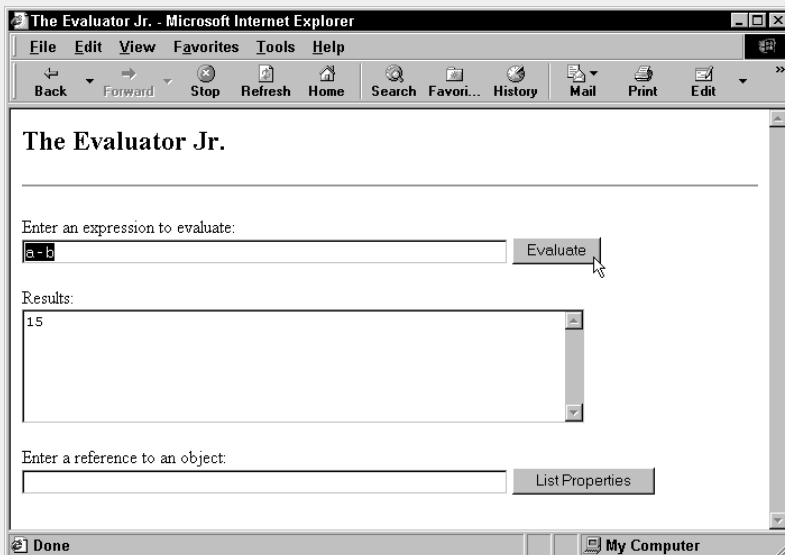 The Evaluator Jr. - Microsoft Internet Explorer
File Edit View Favorites Tools Help
Back Forward Stop Refresh Home Search Favori... History Mail Print Edit »
The Evaluator Jr.
Enter an expression to evaluate:
a-b Evaluate
Results:
15
Enter a reference to an object:
List Properties
Done My Computer